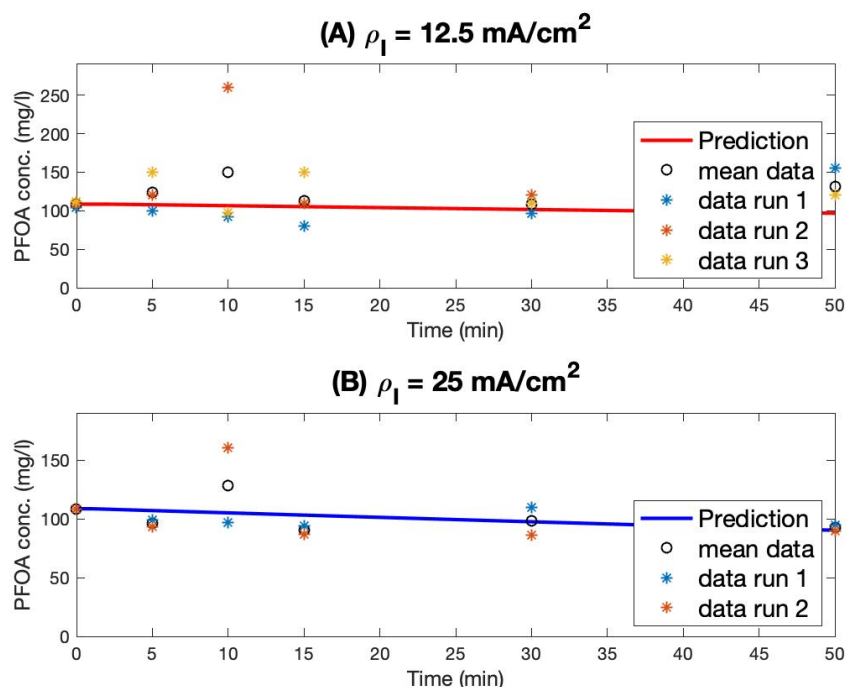 (A) ρI = 12.5 mA/cm2
PFOA conc. (mg/l)
250
200
150
100
50
0
Prediction
mean data
data run 1
data run 2
data run 3
0 5 10 15 20 25 30 35 40 45 50
Time (min)
(B) ρI = 25 mA/cm2
PFOA conc. (mg/l)
150
100
50
0
Prediction
mean data
data run 1
data run 2
0 5 10 15 20 25 30 35 40 45 50
Time (min)